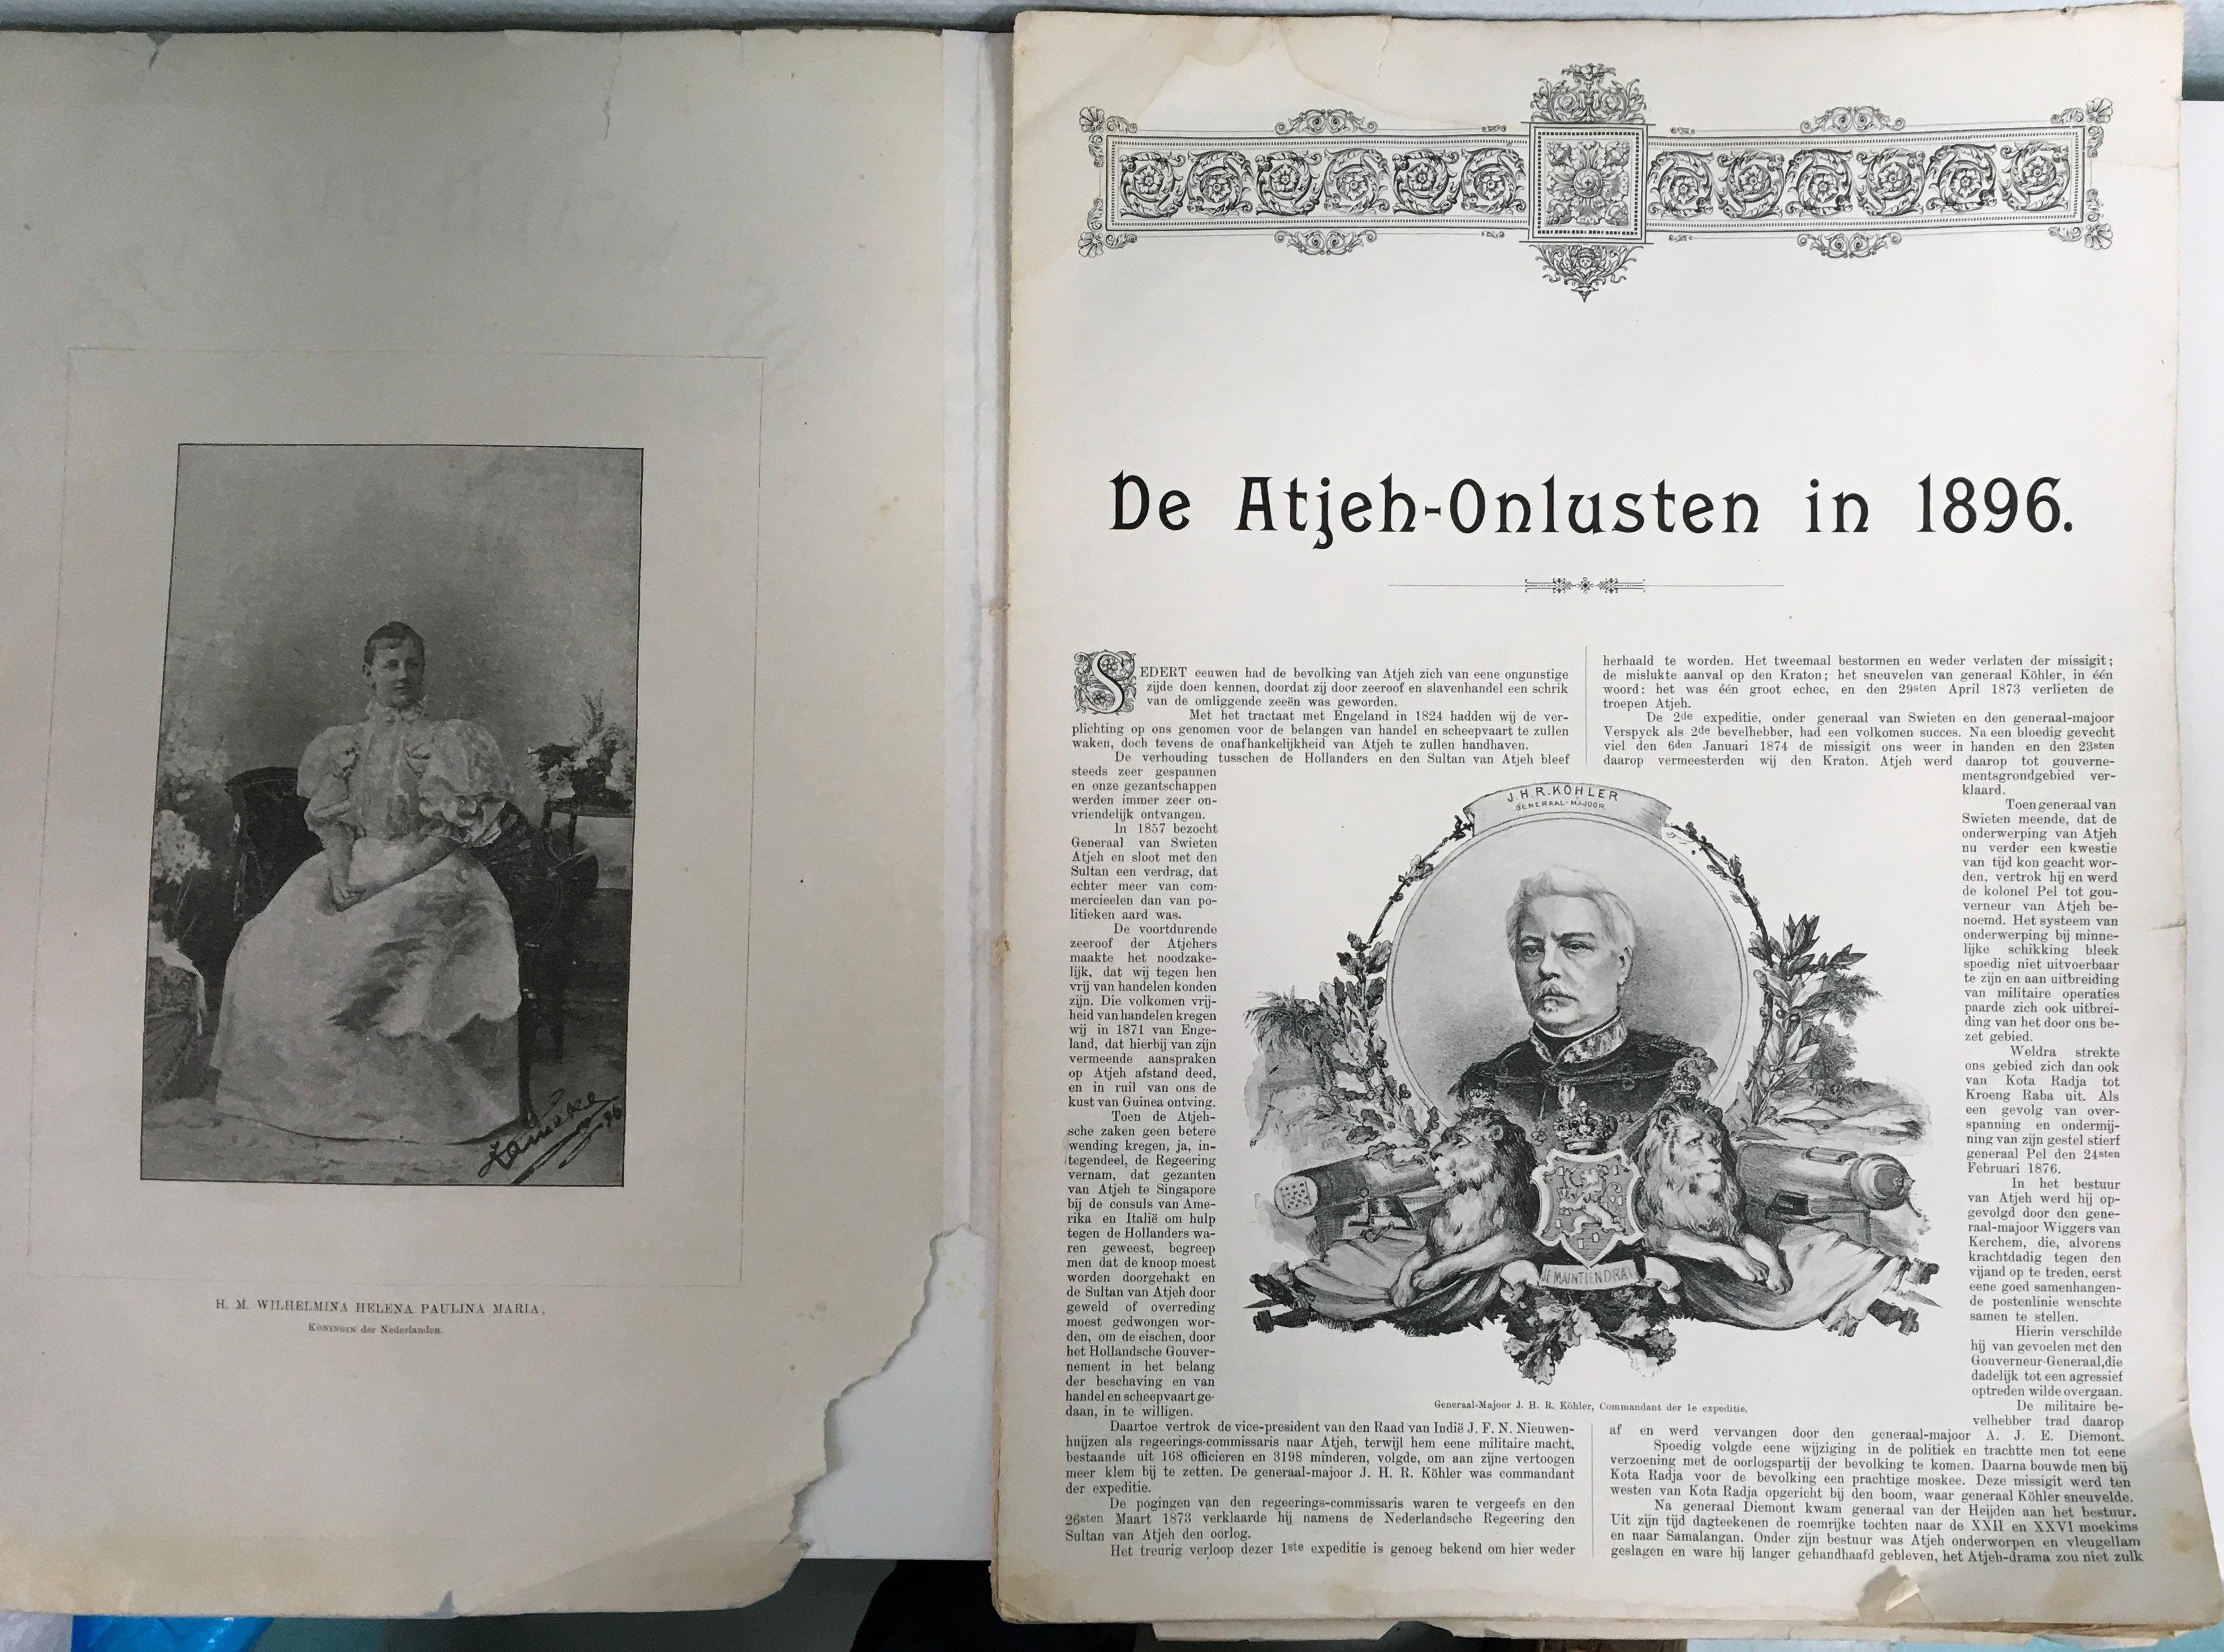 Kameke
96
H. M. WILHELMINA HELENA PAULINA MARIA,
KONINGIN der Nederlanden.
De Atjeh-Onlusten in 1896.
SEDERT eeuwen had de bevolking van Atjeh zich van eene ongunstige
zijde doen kennen, doordat zij door zeeroof en slavenhandel een schrik
van de omliggende zeeën was geworden.
Met het tractaat met Engeland in 1824 hadden wij de ver-
plichting op ons genomen voor de belangen van handel en scheepvaart te zullen
waken, doch tevens de onafhankelijkheid van Atjeh te zullen handhaven.
De verhouding tusschen de Hollanders en den Sultan van Atjeh bleef
steeds zeer gespannen
en onze gezantschappen
werden immer zeer on-
vriendelijk ontvangen.
In 1857 bezocht
Generaal van Swieten
Atjeh en sloot met den
Sultan een verdrag, dat
echter meer van com-
mercieelen dan van po-
litieken aard was.
De voortdurende
zeeroof der Atjehers
maakte het noodzake-
lijk, dat wij tegen hen
vrij van handelen konden
zijn. Die volkomen vrij-
heid van handelen kregen
wij in 1871 van Enge-
land, dat hierbij van zijn
vermeende aanspraken
op Atjeh afstand deed,
en in ruil van ons de
kust van Guinea ontving.
Toen de Atjeh-
sche zaken geen betere
wending kregen, ja, in-
tegendeel, de Regeering
vernam, dat gezanten
van Atjeh te Singapore
bij de consuls van Ame-
rika en Italië om hulp
tegen de Hollanders wa-
ren geweest, begreep
men dat de knoop moest
worden doorgehakt en
de Sultan van Atjeh door
geweld of overreding
moest gedwongen wor-
den, om de eischen, door
het Hollandsche Gouver-
nement in het belang
der beschaving en van
handel en scheepvaart ge-
daan, in te willigen.
Daartoe vertrok de vice-president van den Raad van Indië J. F. N. Nieuwen-
huijzen als regeerings-commissaris naar Atjeh, terwijl hem eene militaire macht,
bestaande uit 168 officieren en 3198 minderen, volgde, om aan zijne vertoogen
meer klem bij te zetten. De generaal-majoor J. H. R. Köhler was commandant
der expeditie.
De pogingen van den regeerings-commissaris waren te vergeefs en den
26sten Maart 1873 verklaarde hij namens de Nederlandsche Regeering den
Sultan van Atjeh den oorlog.
Het treurig verloop dezer 1ste expeditie is genoeg bekend om hier weder
J. H. R. KÖHLER
GENERAAL-MAJOOR
JE MAINTIENDRAI
Generaal-Majoor J. H. R. Köhler, Commandant der 1e expeditie.
herhaald te worden. Het tweemaal bestormen en weder verlaten der missigit;
de mislukte aanval op den Kraton; het sneuvelen van generaal Köhler, in één
woord: het was één groot echec, en den 29sten April 1873 verlieten de
troepen Atjeh.
De 2de expeditie, onder generaal van Swieten en den generaal-majoor
Verspyck als 2de bevelhebber, had een volkomen succes. Na een bloedig gevecht
viel den 6den Januari 1874 de missigit ons weer in handen en den 23sten
daarop vermeesterden wij den Kraton. Atjeh werd daarop tot gouverne-
mentsgrondgebied ver-
klaard.
Toen generaal van
Swieten meende, dat de
onderwerping van Atjeh
nu verder een kwestie
van tijd kon geacht wor-
den, vertrok hij en werd
de kolonel Pel tot gou-
verneur van Atjeh be-
noemd. Het systeem van
onderwerping bij minne-
lijke schikking bleek
spoedig niet uitvoerbaar
te zijn en aan uitbreiding
van militaire operaties
paarde zich ook uitbrei-
ding van het door ons be-
zet gebied.
Weldra strekte
ons gebied zich dan ook
van Kota Radja tot
Kroeng Raba uit. Als
een gevolg van over-
spanning en ondermij-
ning van zijn gestel stierf
generaal Pel den 24sten
Februari 1876.
In het bestuur
van Atjeh werd hij op-
gevolgd door den gene-
raal-majoor Wiggers van
Kerchem, die, alvorens
krachtdadig tegen den
vijand op te treden, eerst
eene goed samenhangen-
de postenlinie wenschte
samen te stellen.
Hierin verschilde
hij van gevoelen met den
Gouverneur-Generaal, die
dadelijk tot een agressief
optreden wilde overgaan.
De militaire be-
velhebber trad daarop
af en werd vervangen door den generaal-majoor A. J. E. Diemont.
Spoedig volgde eene wijziging in de politiek en trachtte men tot eene
verzoening met de oorlogspartij der bevolking te komen. Daarna bouwde men bij
Kota Radja voor de bevolking een prachtige moskee. Deze missigit werd ten
westen van Kota Radja opgericht bij den boom, waar generaal Köhler sneuvelde.
Na generaal Diemont kwam generaal van der Heijden aan het bestuur.
Uit zijn tijd dagteekenen de roemrijke tochten naar de XXII en XXVI moekims
en naar Samalangan. Onder zijn bestuur was Atjeh onderworpen en vleugellam
geslagen en ware hij langer gehandhaafd gebleven, het Atjeh-drama zou niet zulk